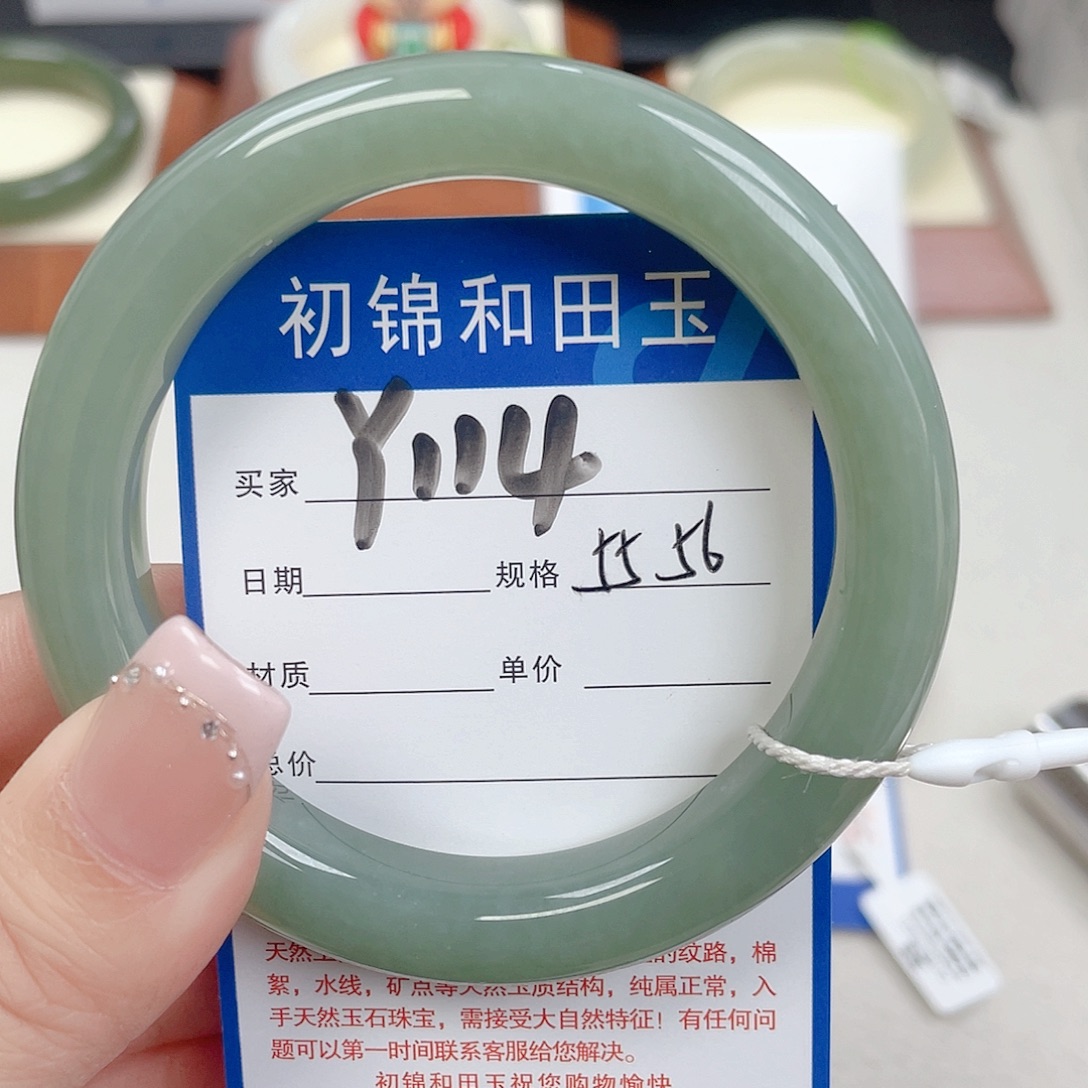 初锦和田玉
买家 Y1114
日期 规格 55 56
材质 单价
总价
天然 的纹路，棉
絮，水线，矿点等天然玉质结构，纯属正常，入
手天然玉石珠宝，需接受大自然特征！有任何问
题可以第一时间联系客服给您解决。
初锦和田玉祝您购物愉快